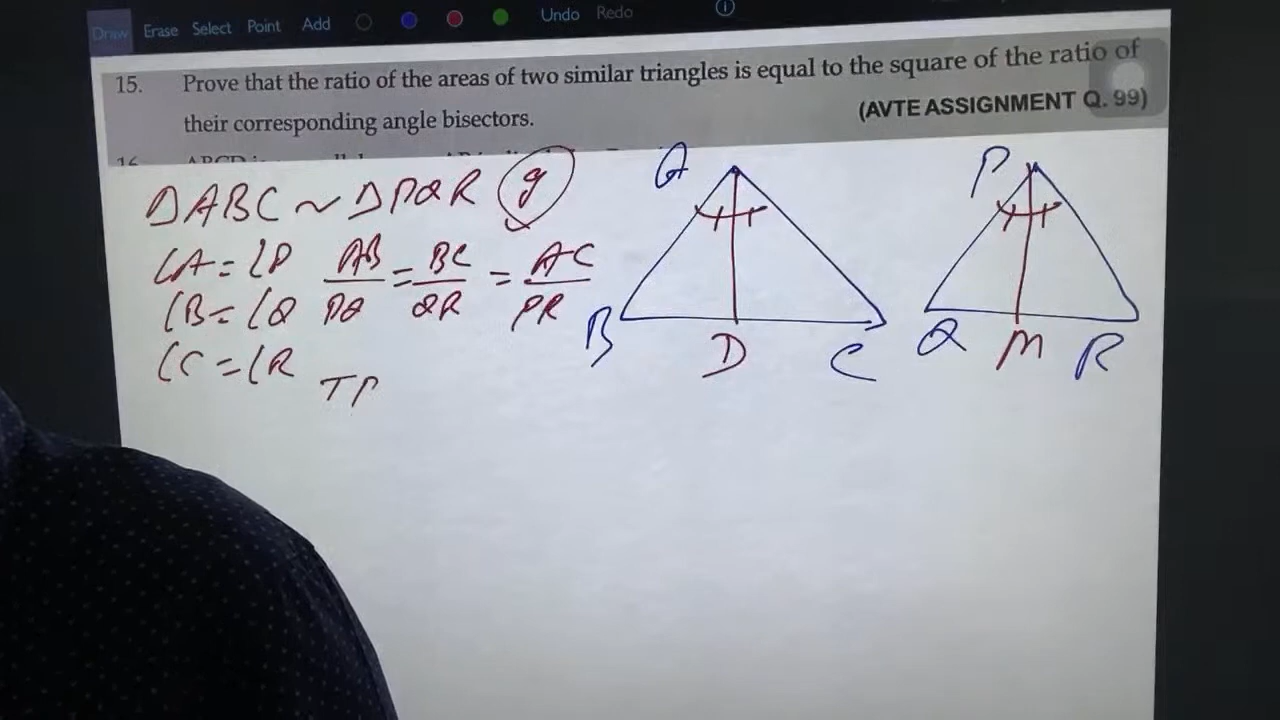 Draw Erase Select Point Add Undo Redo
15. Prove that the ratio of the areas of two similar triangles is equal to the square of the ratio of
their corresponding angle bisectors.
(AVTE ASSIGNMENT Q. 99)
16
ΔABC ~ ΔPQR g
∠A = ∠P AB/PQ = BC/QR = AC/PR
∠B = ∠Q
∠C = ∠R
TP
A
B D C
P
Q M R